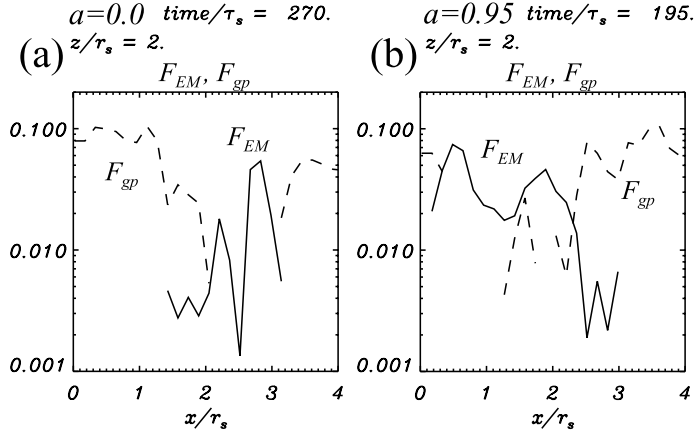 a=0.0 time/τs = 270.
(a) z/rs = 2.
FEM, Fgp
0.100
0.010
0.001
FEM
Fgp
0 1 2 3 4
x/rs
a=0.95 time/τs = 195.
(b) z/rs = 2.
FEM, Fgp
0.100
0.010
0.001
FEM
Fgp
0 1 2 3 4
x/rs